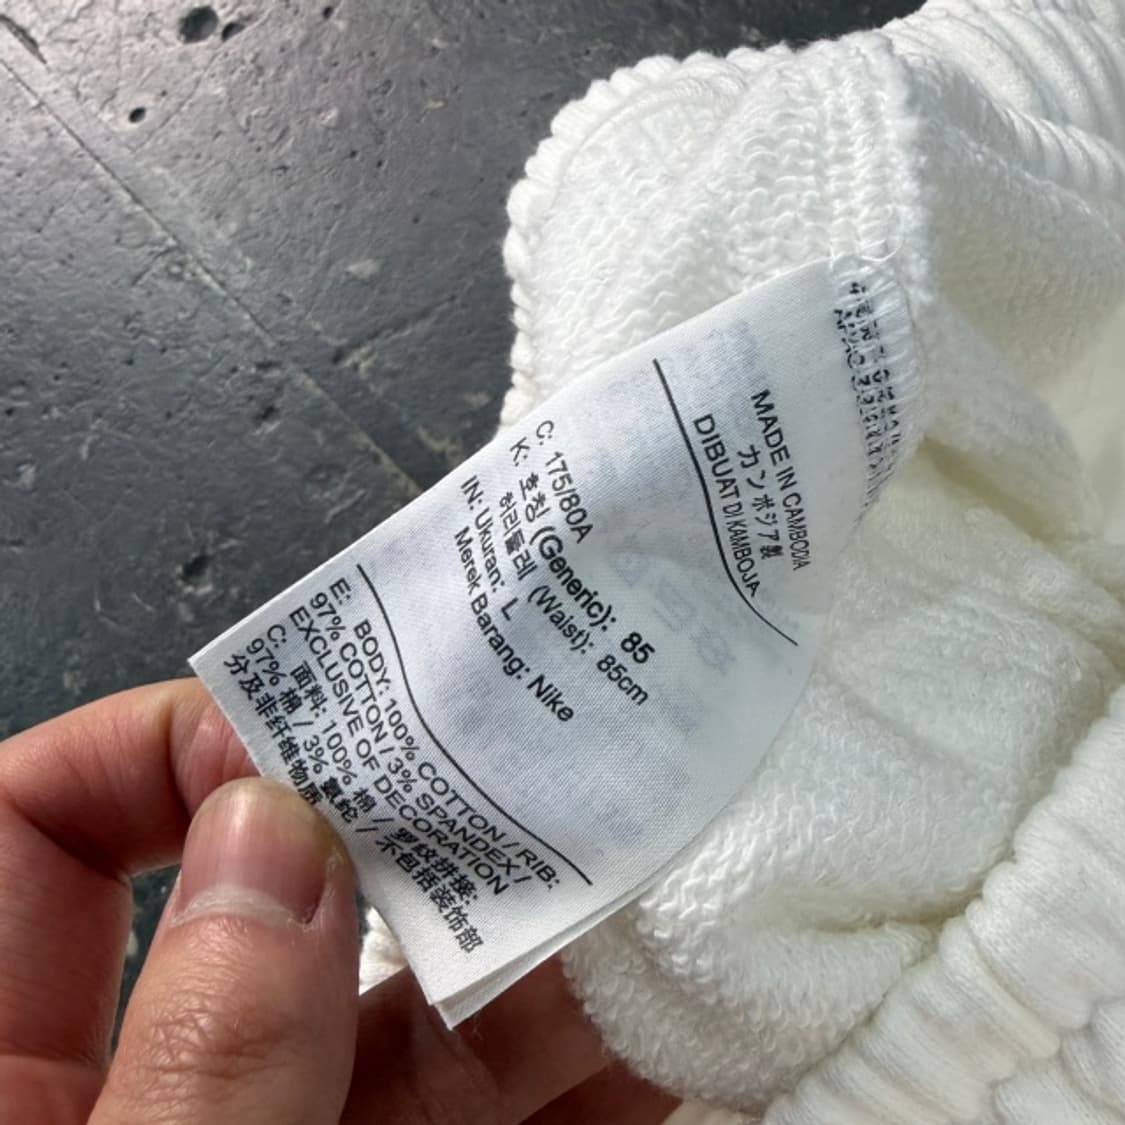 MADE IN CAMBODIA
カンボジア製
DIBUAT DI KAMBOJA
C: 175/80A
K: 호칭 (Generic): 85
허리둘레 (Waist): 85cm
IN: Ukuran: L
Merek Barang: Nike
E: BODY: 100% COTTON / RIB:
97% COTTON / 3% SPANDEX /
EXCLUSIVE OF DECORATION
C: 面料: 100% 棉 / 罗纹拼接:
97% 棉 / 3% 氨纶 / 不包括装饰部
分及非纤维物质